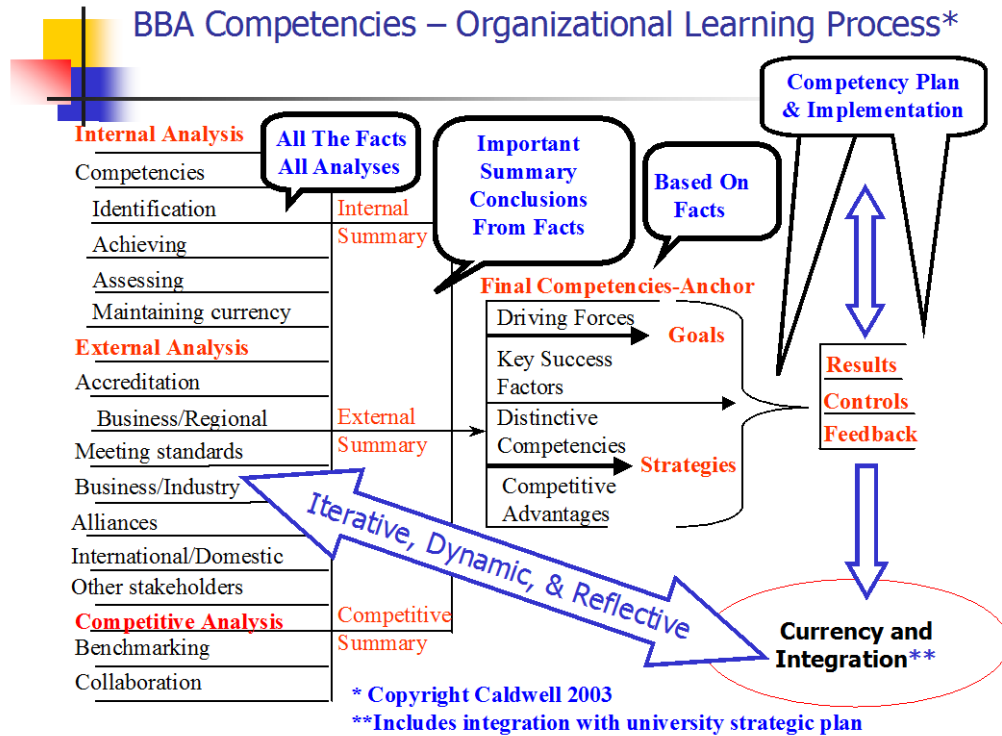 BBA Competencies – Organizational Learning Process*
Competency Plan
& Implementation
Internal Analysis
All The Facts
All Analyses
Important
Summary
Conclusions
From Facts
Based On
Facts
Competencies
Identification
Achieving
Assessing
Maintaining currency
Internal
Summary
External Analysis
Accreditation
Business/Regional
Meeting standards
Business/Industry
Alliances
International/Domestic
Other stakeholders
External
Summary
Competitive Analysis
Benchmarking
Collaboration
Competitive
Summary
Final Competencies-Anchor
Driving Forces
Goals
Key Success
Factors
Distinctive
Competencies
Strategies
Competitive
Advantages
Results
Controls
Feedback
Iterative, Dynamic, & Reflective
Currency and
Integration**
* Copyright Caldwell 2003
**Includes integration with university strategic plan